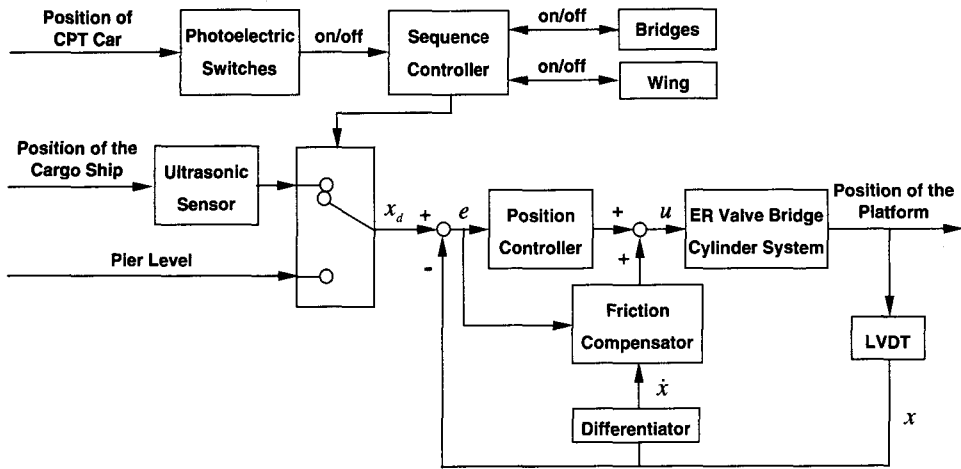 Position of
CPT Car
Photoelectric
Switches
on/off
Sequence
Controller
on/off
Bridges
on/off
Wing
Position of the
Cargo Ship
Ultrasonic
Sensor
Pier Level
x_d
+
-
e
Position
Controller
+
+
u
ER Valve Bridge
Cylinder System
Position of the
Platform
Friction
Compensator
ẋ
Differentiator
LVDT
x